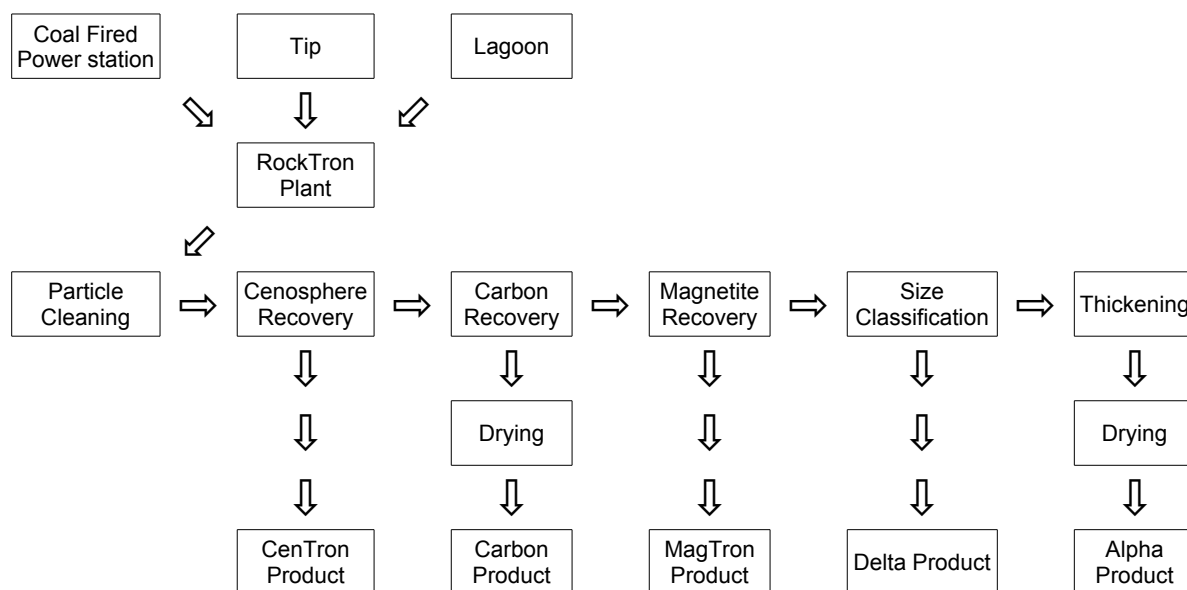 Coal Fired
Power station
Tip
Lagoon
RockTron
Plant
Particle
Cleaning
Cenosphere
Recovery
Carbon
Recovery
Magnetite
Recovery
Size
Classification
Thickening
Drying
Drying
CenTron
Product
Carbon
Product
MagTron
Product
Delta Product
Alpha
Product